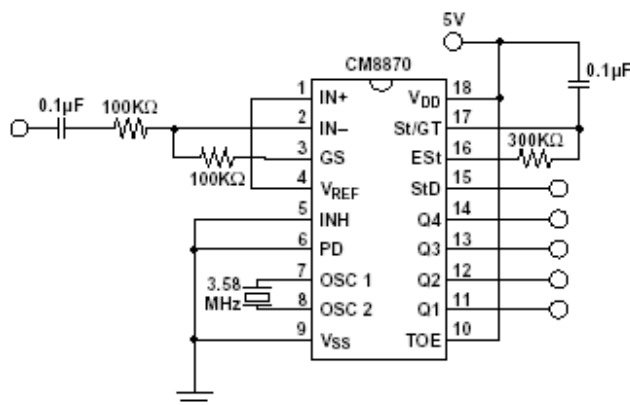 5V
CM8870
0.1µF
0.1µF
100KΩ
100KΩ
300KΩ
1 IN+
2 IN–
3 GS
4 VREF
5 INH
6 PD
7 OSC 1
8 OSC 2
9 VSS
3.58
MHz
VDD 18
St/GT 17
ESt 16
StD 15
Q4 14
Q3 13
Q2 12
Q1 11
TOE 10